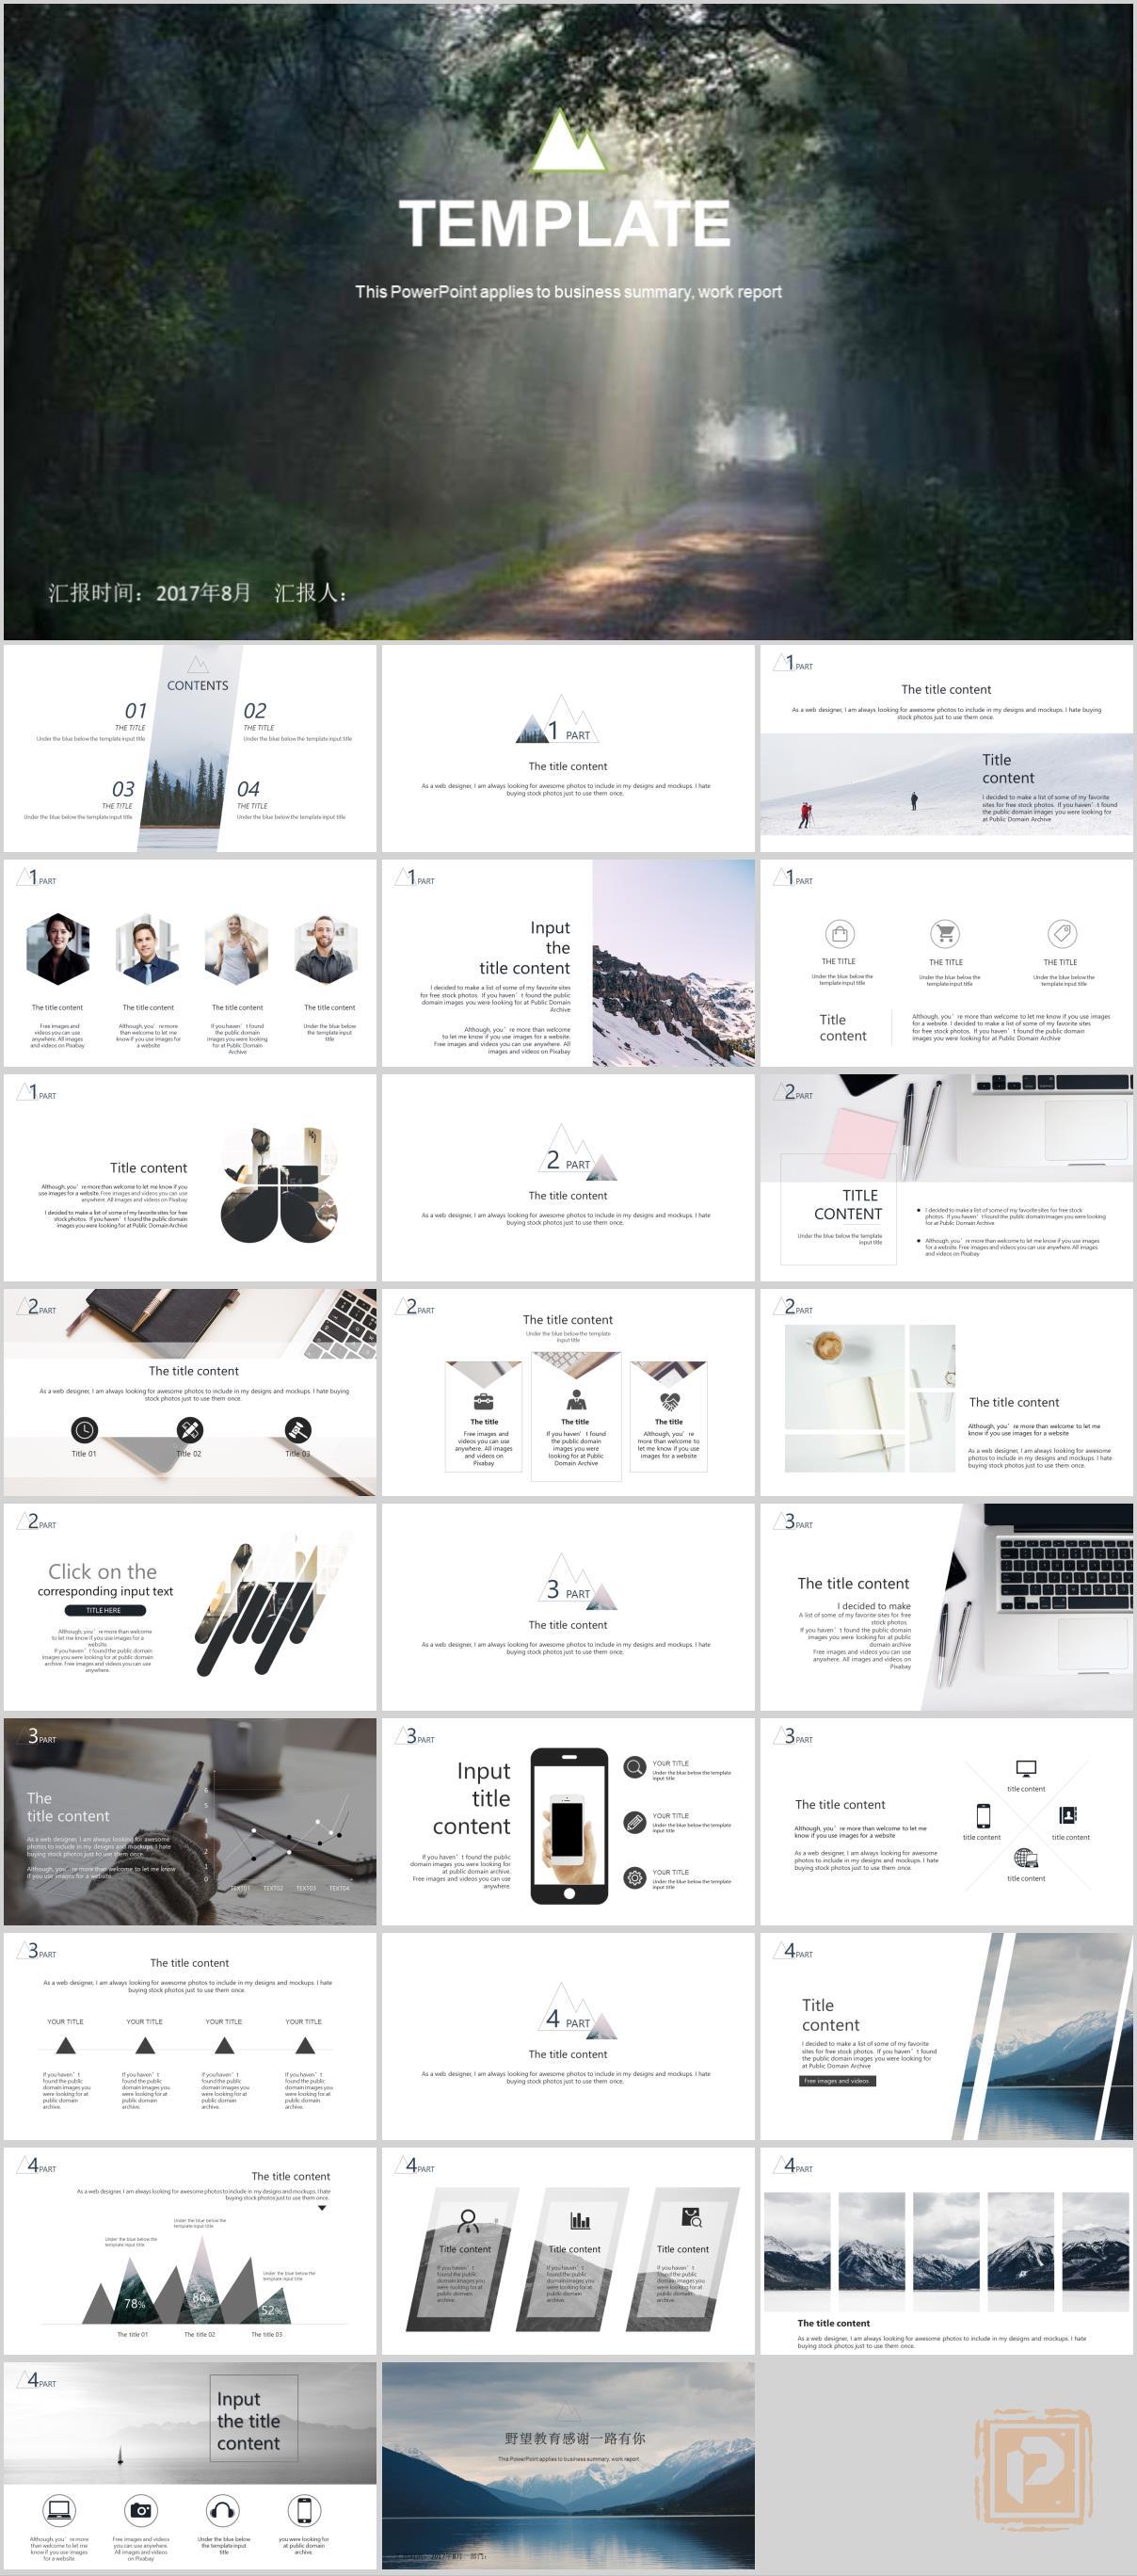 TEMPLATE
This PowerPoint applies to business summary, work report
汇报时间：2017年8月 汇报人：
CONTENTS
01
THE TITLE
Under the blue below the template input title
02
THE TITLE
Under the blue below the template input title
03
THE TITLE
Under the blue below the template input title
04
THE TITLE
Under the blue below the template input title
1 PART
The title content
As a web designer, I am always looking for awesome photos to include in my designs and mockups. I hate
buying stock photos just to use them once.
1 PART
The title content
As a web designer, I am always looking for awesome photos to include in my designs and mockups. I hate buying
stock photos just to use them once.
Title
content
I decided to make a list of some of my favorite
sites for free stock photos. If you haven't found
the public domain images you were looking for
at Public Domain Archive
1 PART
The title content
Free images and
videos you can use
anywhere. All images
and videos on Pixabay
The title content
Although, you're more
than welcome to let me
know if you use images for
a website
The title content
If you haven't found
the public domain
images you were looking
for at Public Domain
Archive
The title content
Under the blue below
the template input
title
1 PART
Input
the
title content
I decided to make a list of some of my favorite sites
for free stock photos. If you haven't found the public
domain images you were looking for at Public Domain
Archive
Although, you're more than welcome
to let me know if you use images for a website.
Free images and videos you can use anywhere. All
images and videos on Pixabay
1 PART
THE TITLE
Under the blue below the
template input title
THE TITLE
Under the blue below the
template input title
THE TITLE
Under the blue below the
template input title
Title
content
Although, you're more than welcome to let me know if you use images
for a website. I decided to make a list of some of my favorite sites
for free stock photos. If you haven't found the public domain
images you were looking for at Public Domain Archive
1 PART
Title content
Although, you're more than welcome to let me know if you
use images for a website. Free images and videos you can use
anywhere. All images and videos on Pixabay
I decided to make a list of some of my favorite sites for free
stock photos. If you haven't found the public domain
images you were looking for at Public Domain Archive
2 PART
The title content
As a web designer, I am always looking for awesome photos to include in my designs and mockups. I hate
buying stock photos just to use them once.
2 PART
TITLE
CONTENT
Under the blue below the template
input title
I decided to make a list of some of my favorite sites for free stock
photos. If you haven't found the public domain images you were looking
for at Public Domain Archive
Although, you're more than welcome to let me know if you use images
for a website. Free images and videos you can use anywhere. All images
and videos on Pixabay
2 PART
The title content
As a web designer, I am always looking for awesome photos to include in my designs and mockups. I hate buying
stock photos just to use them once.
Title 01
Title 02
Title 03
2 PART
The title content
Under the blue below the template
input title
The title
Free images and
videos you can use
anywhere. All images
and videos on
Pixabay
The title
If you haven't found
the public domain
images you were
looking for at Public
Domain Archive
The title
Although, you're
more than welcome to
let me know if you use
images for a website
2 PART
The title content
Although, you're more than welcome to let me
know if you use images for a website
As a web designer, I am always looking for awesome
photos to include in my designs and mockups. I hate
buying stock photos just to use them once.
2 PART
Click on the
corresponding input text
TITLE HERE
Although, you're more than welcome
to let me know if you use images for a
website.
If you haven't found the public domain
images you were looking for at public domain
archive. Free images and videos you can use
anywhere.
3 PART
The title content
As a web designer, I am always looking for awesome photos to include in my designs and mockups. I hate
buying stock photos just to use them once.
3 PART
The title content
I decided to make
A list of some of my favorite sites for free
stock photos.
If you haven't found the public domain
images you were looking for at public
domain archive
Free images and videos you can use
anywhere. All images and videos on
Pixabay
3 PART
The
title content
As a web designer, I am always looking for awesome
photos to include in my designs and mockups. I hate
buying stock photos just to use them once.
Although, you're more than welcome to let me know
if you use images for a website.
6
5
4
3
2
1
0
TEXT01 TEXT02 TEXT03 TEXT04
3 PART
Input
title
content
If you haven't found the public
domain images you were looking for
at public domain archive.
Free images and videos you can use
anywhere.
YOUR TITLE
Under the blue below the template
input title
YOUR TITLE
Under the blue below the template
input title
YOUR TITLE
Under the blue below the template
input title
3 PART
The title content
Although, you're more than welcome to let me
know if you use images for a website
As a web designer, I am always looking for awesome
photos to include in my designs and mockups. I hate
buying stock photos just to use them once.
title content
title content
title content
title content
3 PART
The title content
As a web designer, I am always looking for awesome photos to include in my designs and mockups. I hate
buying stock photos just to use them once.
YOUR TITLE YOUR TITLE YOUR TITLE YOUR TITLE
If you haven't
found the public
domain images you
were looking for at
public domain
archive.
If you haven't
found the public
domain images you
were looking for at
public domain
archive.
If you haven't
found the public
domain images you
were looking for at
public domain
archive.
If you haven't
found the public
domain images you
were looking for at
public domain
archive.
4 PART
The title content
As a web designer, I am always looking for awesome photos to include in my designs and mockups. I hate
buying stock photos just to use them once.
4 PART
Title
content
I decided to make a list of some of my favorite
sites for free stock photos. If you haven't found
the public domain images you were looking for
at Public Domain Archive
Free images and videos
4 PART
The title content
As a web designer, I am always looking for awesome photos to include in my designs and mockups. I hate
buying stock photos just to use them once.
Under the blue below the
template input title
Under the blue below the
template input title
Under the blue below the
template input title
78%
86%
52%
The title 01 The title 02 The title 03
4 PART
Title content
If you haven't
found the public
domain images you
were looking for at
public domain
archive.
Title content
If you haven't
found the public
domain images you
were looking for at
public domain
archive.
Title content
If you haven't
found the public
domain images you
were looking for at
public domain
archive.
4 PART
The title content
As a web designer, I am always looking for awesome photos to include in my designs and mockups. I hate
buying stock photos just to use them once.
4 PART
Input
the title
content
Although, you're more
than welcome to let me
know if you use images
for a website
Free images and videos
you can use anywhere.
All images and videos
on Pixabay
Under the blue below
the template input
title
you were looking for
at public domain
archive.
野望教育感谢一路有你
This PowerPoint applies to business summary, work report
2017年8月 部门：